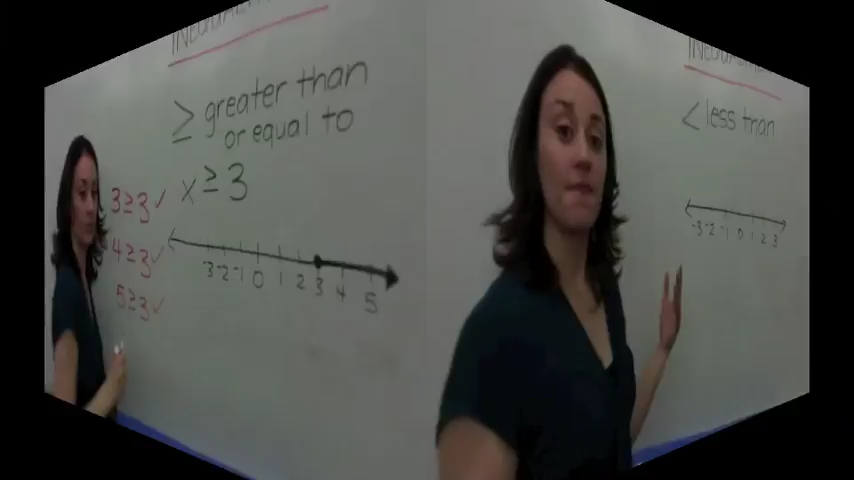 ≥ greater than
or equal to
x ≥ 3
3≥3 ✓
4≥3 ✓
5≥3 ✓
-3 -2 -1 0 1 2 3 4 5
< less than
-3 -2 -1 0 1 2 3